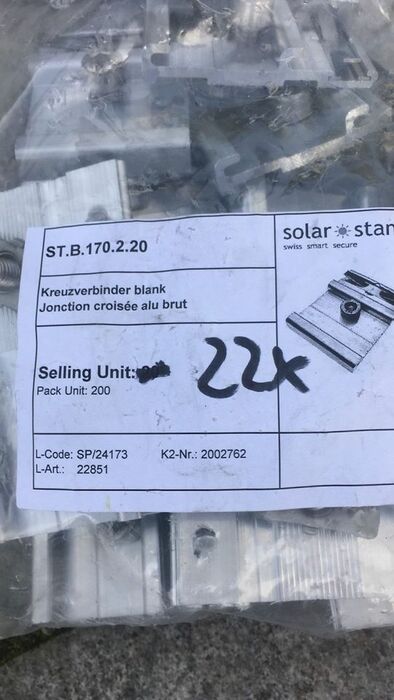 ST.B.170.2.20
solar star
swiss smart secure
Kreuzverbinder blank
Jonction croisée alu brut
Selling Unit: 22x
Pack Unit: 200
L-Code: SP/24173 K2-Nr.: 2002762
L-Art.: 22851